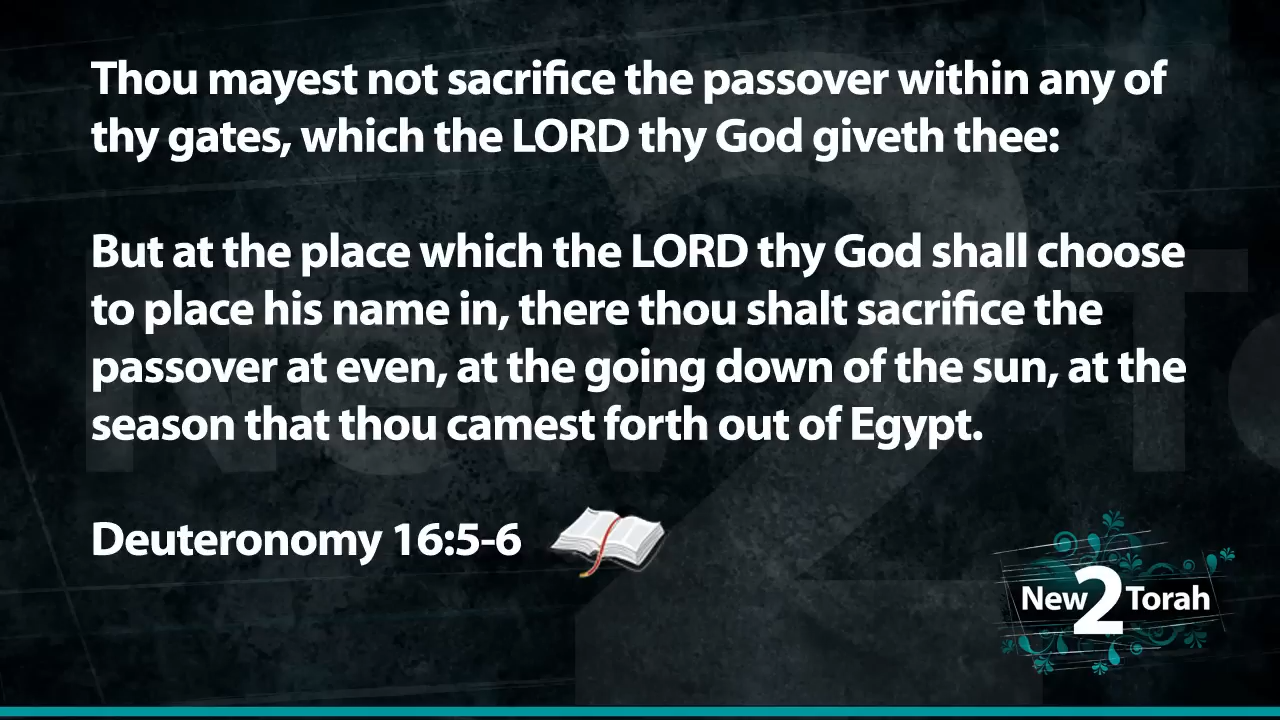 Thou mayest not sacrifice the passover within any of
thy gates, which the LORD thy God giveth thee:
But at the place which the LORD thy God shall choose
to place his name in, there thou shalt sacrifice the
passover at even, at the going down of the sun, at the
season that thou camest forth out of Egypt.
Deuteronomy 16:5-6
New2Torah